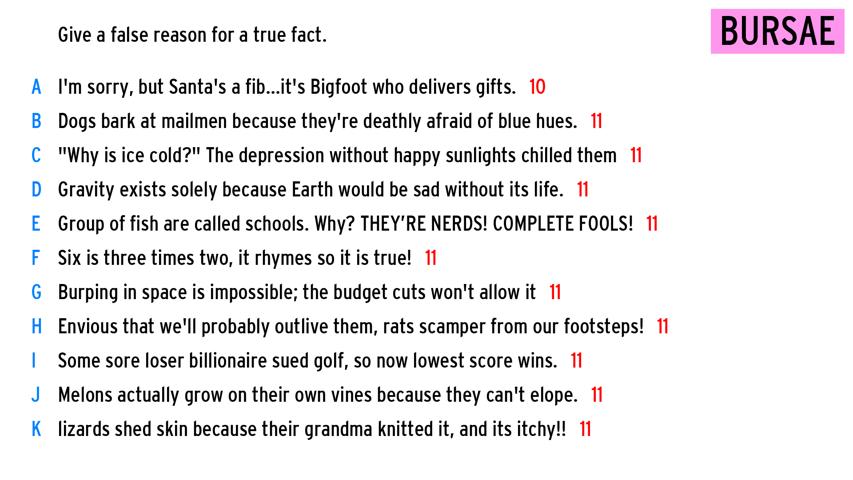 Give a false reason for a true fact.
BURSAE
A I'm sorry, but Santa's a fib...it's Bigfoot who delivers gifts. 10
B Dogs bark at mailmen because they're deathly afraid of blue hues. 11
C "Why is ice cold?" The depression without happy sunlights chilled them 11
D Gravity exists solely because Earth would be sad without its life. 11
E Group of fish are called schools. Why? THEY'RE NERDS! COMPLETE FOOLS! 11
F Six is three times two, it rhymes so it is true! 11
G Burping in space is impossible; the budget cuts won't allow it 11
H Envious that we'll probably outlive them, rats scamper from our footsteps! 11
I Some sore loser billionaire sued golf, so now lowest score wins. 11
J Melons actually grow on their own vines because they can't elope. 11
K lizards shed skin because their grandma knitted it, and its itchy!! 11